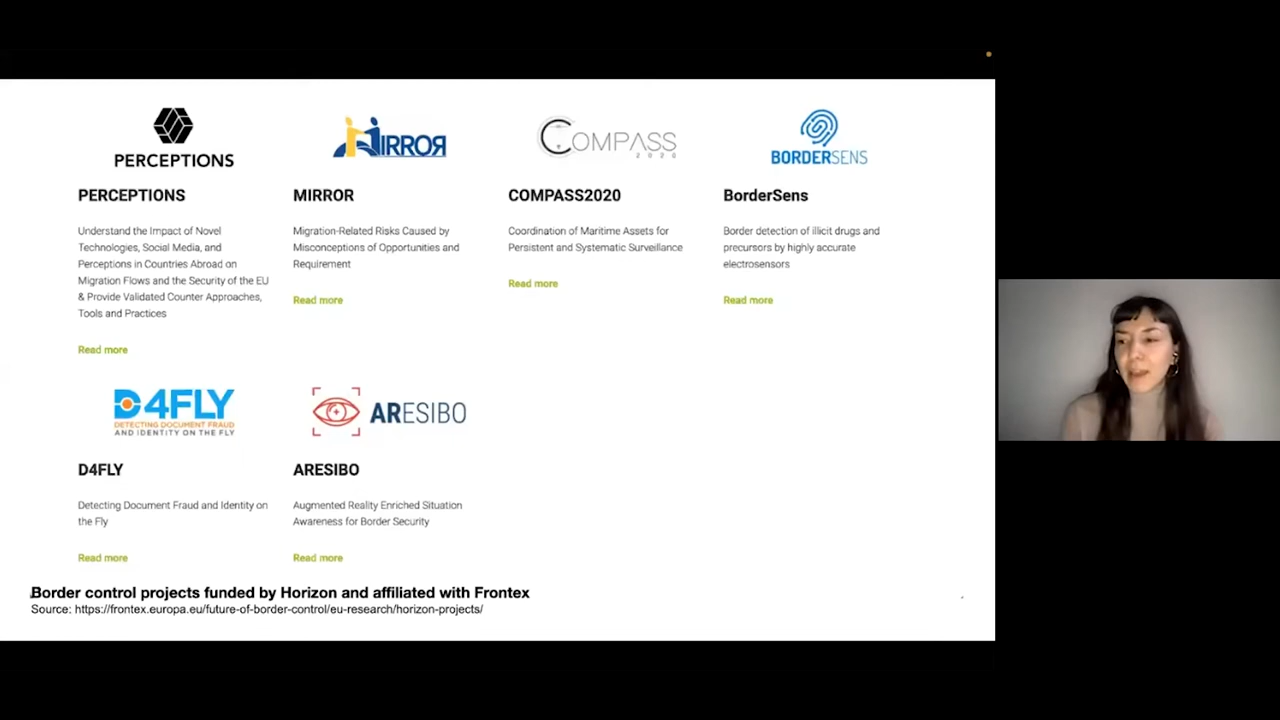 PERCEPTIONS
MIRROR
COMPASS
2020
BORDERSENS
PERCEPTIONS
Understand the Impact of Novel
Technologies, Social Media, and
Perceptions in Countries Abroad on
Migration Flows and the Security of the EU
& Provide Validated Counter Approaches,
Tools and Practices
Read more
MIRROR
Migration-Related Risks Caused by
Misconceptions of Opportunities and
Requirement
Read more
COMPASS2020
Coordination of Maritime Assets for
Persistent and Systematic Surveillance
Read more
BorderSens
Border detection of illicit drugs and
precursors by highly accurate
electrosensors
Read more
D4FLY
DETECTING DOCUMENT FRAUD
AND IDENTITY ON THE FLY
ARESIBO
D4FLY
Detecting Document Fraud and Identity on
the Fly
Read more
ARESIBO
Augmented Reality Enriched Situation
Awareness for Border Security
Read more
Border control projects funded by Horizon and affiliated with Frontex
Source: https://frontex.europa.eu/future-of-border-control/eu-research/horizon-projects/